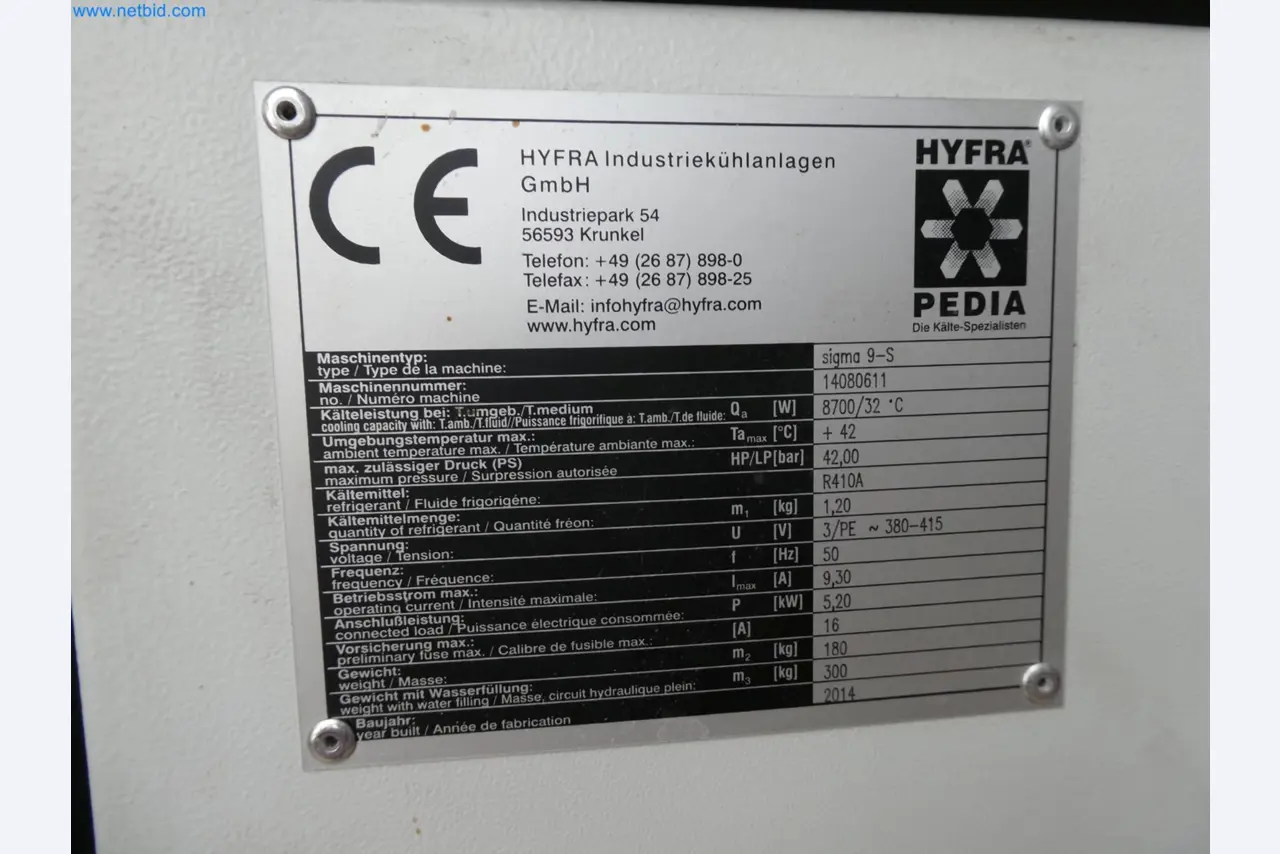 www.netbid.com
CE
HYFRA Industriekühlanlagen
GmbH
Industriepark 54
56593 Krunkel
Telefon: +49 (26 87) 898-0
Telefax: +49 (26 87) 898-25
E-Mail: infohyfra@hyfra.com
www.hyfra.com
HYFRA®
PEDIA
Die Kälte-Spezialisten
Maschinentyp:
type / Type de la machine: sigma 9-S
Maschinennummer:
no. / Numéro machine 14080611
Kälteleistung bei: T.umgeb./T.medium
cooling capacity with: T.amb./T.fluid//Puissance frigorifique à: T.amb./T.de fluide: Qa [W] 8700/32 °C
Umgebungstemperatur max.:
ambient temperature max. / Température ambiante max.: Ta max [°C] + 42
max. zulässiger Druck (PS)
maximum pressure / Surpression autorisée HP/LP[bar] 42,00
Kältemittel:
refrigerant / Fluide frigorigéne: R410A
Kältemittelmenge:
quantity of refrigerant / Quantité fréon: m1 [kg] 1,20
Spannung:
voltage / Tension: U [V] 3/PE ~ 380-415
Frequenz:
frequency / Fréquence: f [Hz] 50
Betriebsstrom max.:
operating current / Intensité maximale: Imax [A] 9,30
Anschlußleistung:
connected load / Puissance électrique consommée: P [kW] 5,20
Vorsicherung max.:
preliminary fuse max. / Calibre de fusible max.: [A] 16
Gewicht:
weight / Masse: m2 [kg] 180
Gewicht mit Wasserfüllung:
weight with water filling / Masse, circuit hydraulique plein: m3 [kg] 300
Baujahr:
year built / Année de fabrication 2014